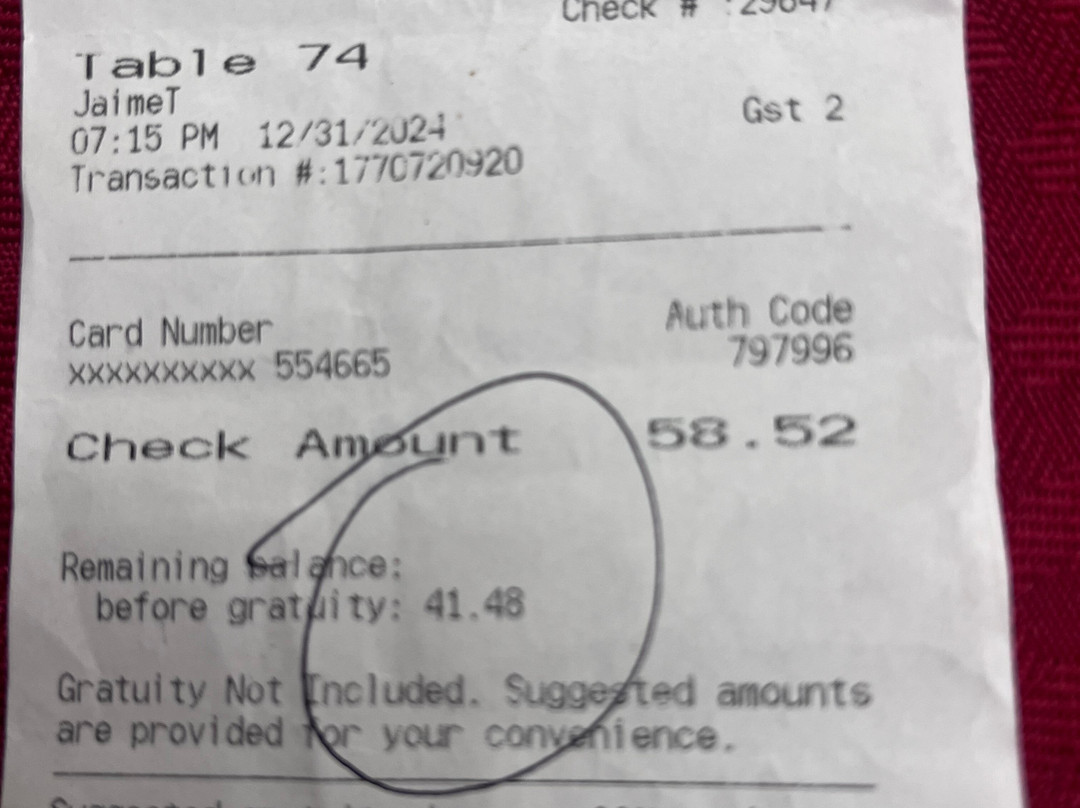 Check # :29647
Table 74
JaimeT
Gst 2
07:15 PM 12/31/2024
Transaction #:1770720920
Card Number
Auth Code
xxxxxxxxxx 554665
797996
Check Amount 58.52
Remaining balance:
before gratuity: 41.48
Gratuity Not Included. Suggested amounts
are provided for your convenience.